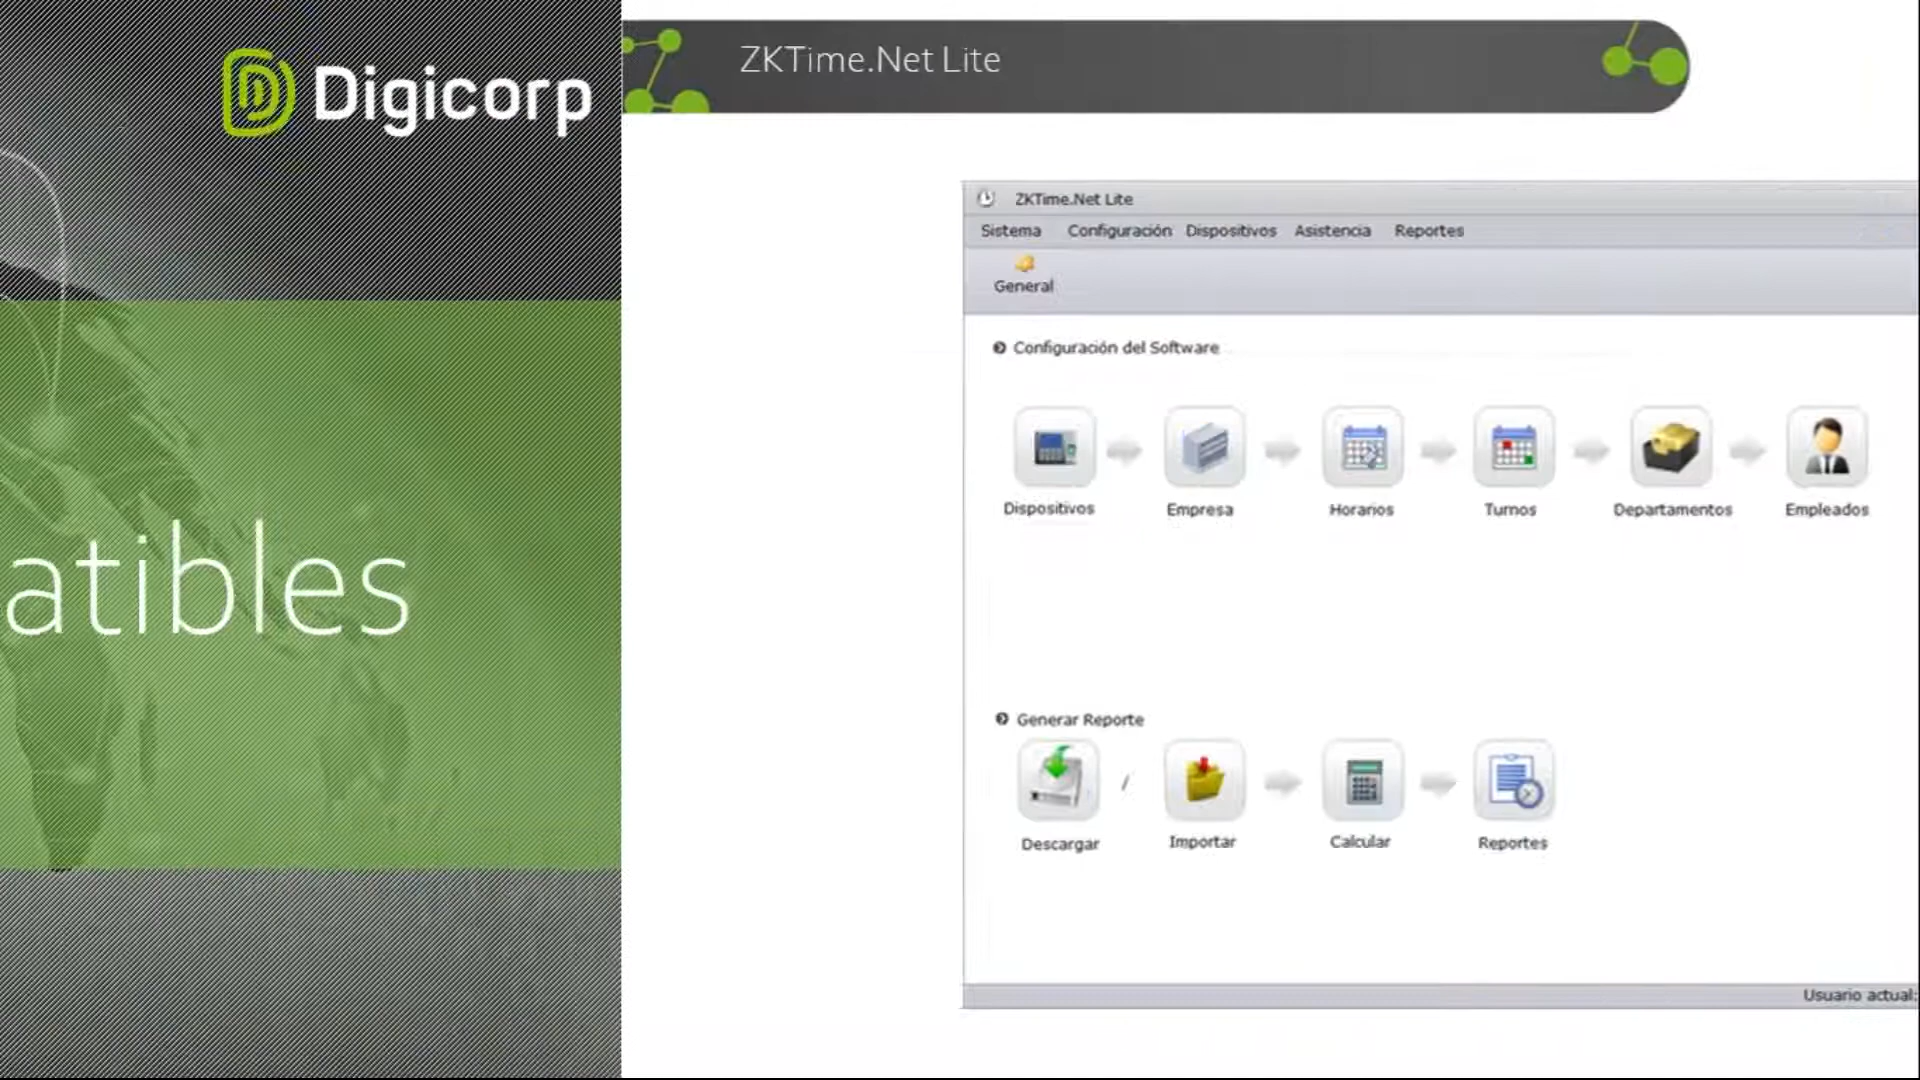 Digicorp
atibles
ZKTime.Net Lite
ZKTime.Net Lite
Sistema Configuración Dispositivos Asistencia Reportes
General
Configuración del Software
Dispositivos Empresa Horarios Turnos Departamentos Empleados
Generar Reporte
/
Descargar Importar Calcular Reportes
Usuario actual: